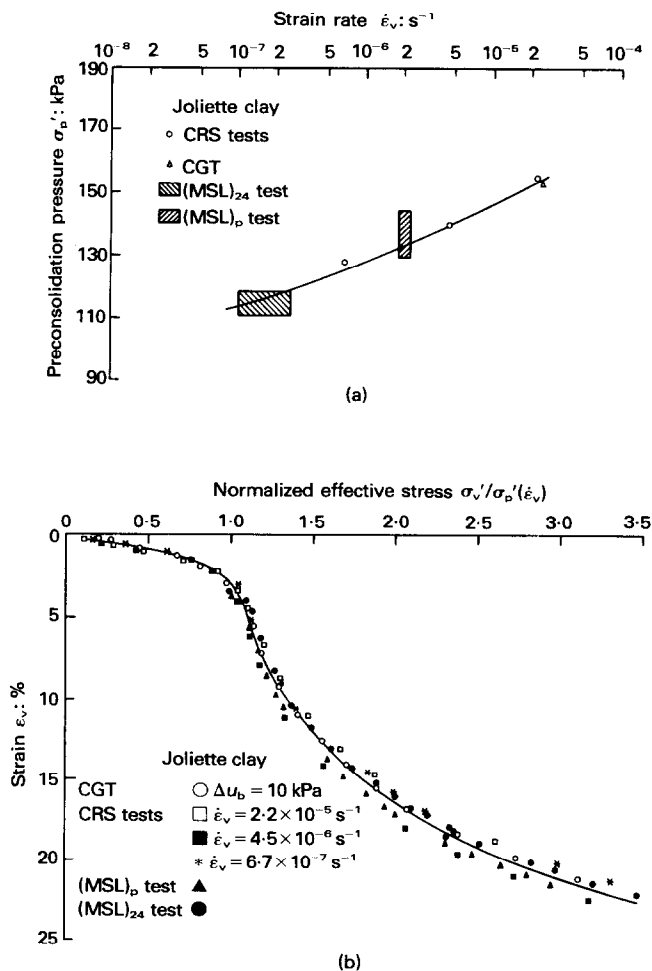 Strain rate ε̇ᵥ: s⁻¹
10⁻⁸ 2 5 10⁻⁷ 2 5 10⁻⁶ 2 5 10⁻⁵ 2 10⁻⁴
190
170
150
130
110
90
Preconsolidation pressure σₚ′: kPa
Joliette clay
CRS tests
CGT
(MSL)₂₄ test
(MSL)ₚ test
(a)
Normalized effective stress σᵥ′/σₚ′(ε̇ᵥ)
0 0·5 1·0 1·5 2·0 2·5 3·0 3·5
0
5
10
15
20
25
Strain εᵥ: %
Joliette clay
CGT Δu_b = 10 kPa
CRS tests ε̇ᵥ = 2.2×10⁻⁵ s⁻¹
ε̇ᵥ = 4·5×10⁻⁶ s⁻¹
* ε̇ᵥ = 6·7×10⁻⁷ s⁻¹
(MSL)ₚ test
(MSL)₂₄ test
(b)